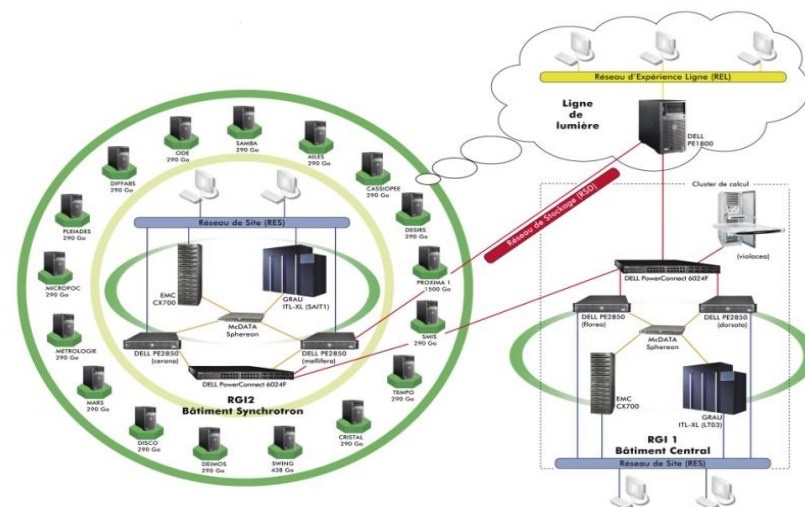 Réseau d'Expérience Ligne (REL)
Ligne
de
lumière
DELL
PE1800
SAMBA
290 Go
ODE
290 Go
AILES
290 Go
DIFFABS
290 Go
CASSIOPEE
290 Go
PLEIADES
290 Go
DESIRS
290 Go
MICROFOC
290 Go
PROXIMA 1
1500 Go
METROLOGIE
290 Go
SMIS
290 Go
MARS
290 Go
TEMPO
290 Go
DISCO
290 Go
CRISTAL
290 Go
DEIMOS
290 Go
SWING
438 Go
Réseau de Site (RES)
EMC
CX700
GRAU
ITL-XL (SAIT1)
McDATA
Sphereon
DELL PE2850
(cerana)
DELL PE2850
(mellifera)
DELL PowerConnect 6024F
RGI2
Bâtiment Synchrotron
Réseau de Stockage (RSD)
Cluster de calcul
(violacea)
DELL PowerConnect 6024F
DELL PE2850
(florea)
DELL PE2850
(dorsata)
McDATA
Sphereon
EMC
CX700
GRAU
ITL-XL (LT03)
RGI 1
Bâtiment Central
Réseau de Site (RES)